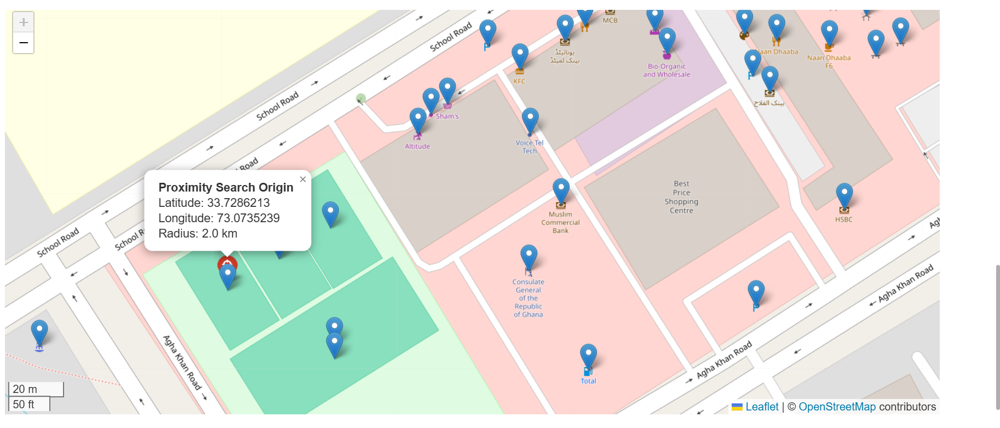 +
−
School Road
MCB
یونائیٹڈ
بینک لمیٹڈ
Naan Dhaaba
Naan Dhaaba
F6
P
KFC
Bio-Organic
and Wholesale
P
بینک الفلاح
School Road
Sham's
Altitude
Voice Tel
Tech
Road
Proximity Search Origin ×
Latitude: 33.7286213
Longitude: 73.0735239
Radius: 2.0 km
Best
Price
Shopping
Centre
Muslim
Commercial
Bank
HSBC
School Road
School R
Agh
Consulate
General
of the
Republic
of Ghana
P
Agha Khan Road
Agha Khan Road
Agha Khan Road
Total
20 m
50 ft
Leaflet | © OpenStreetMap contributors